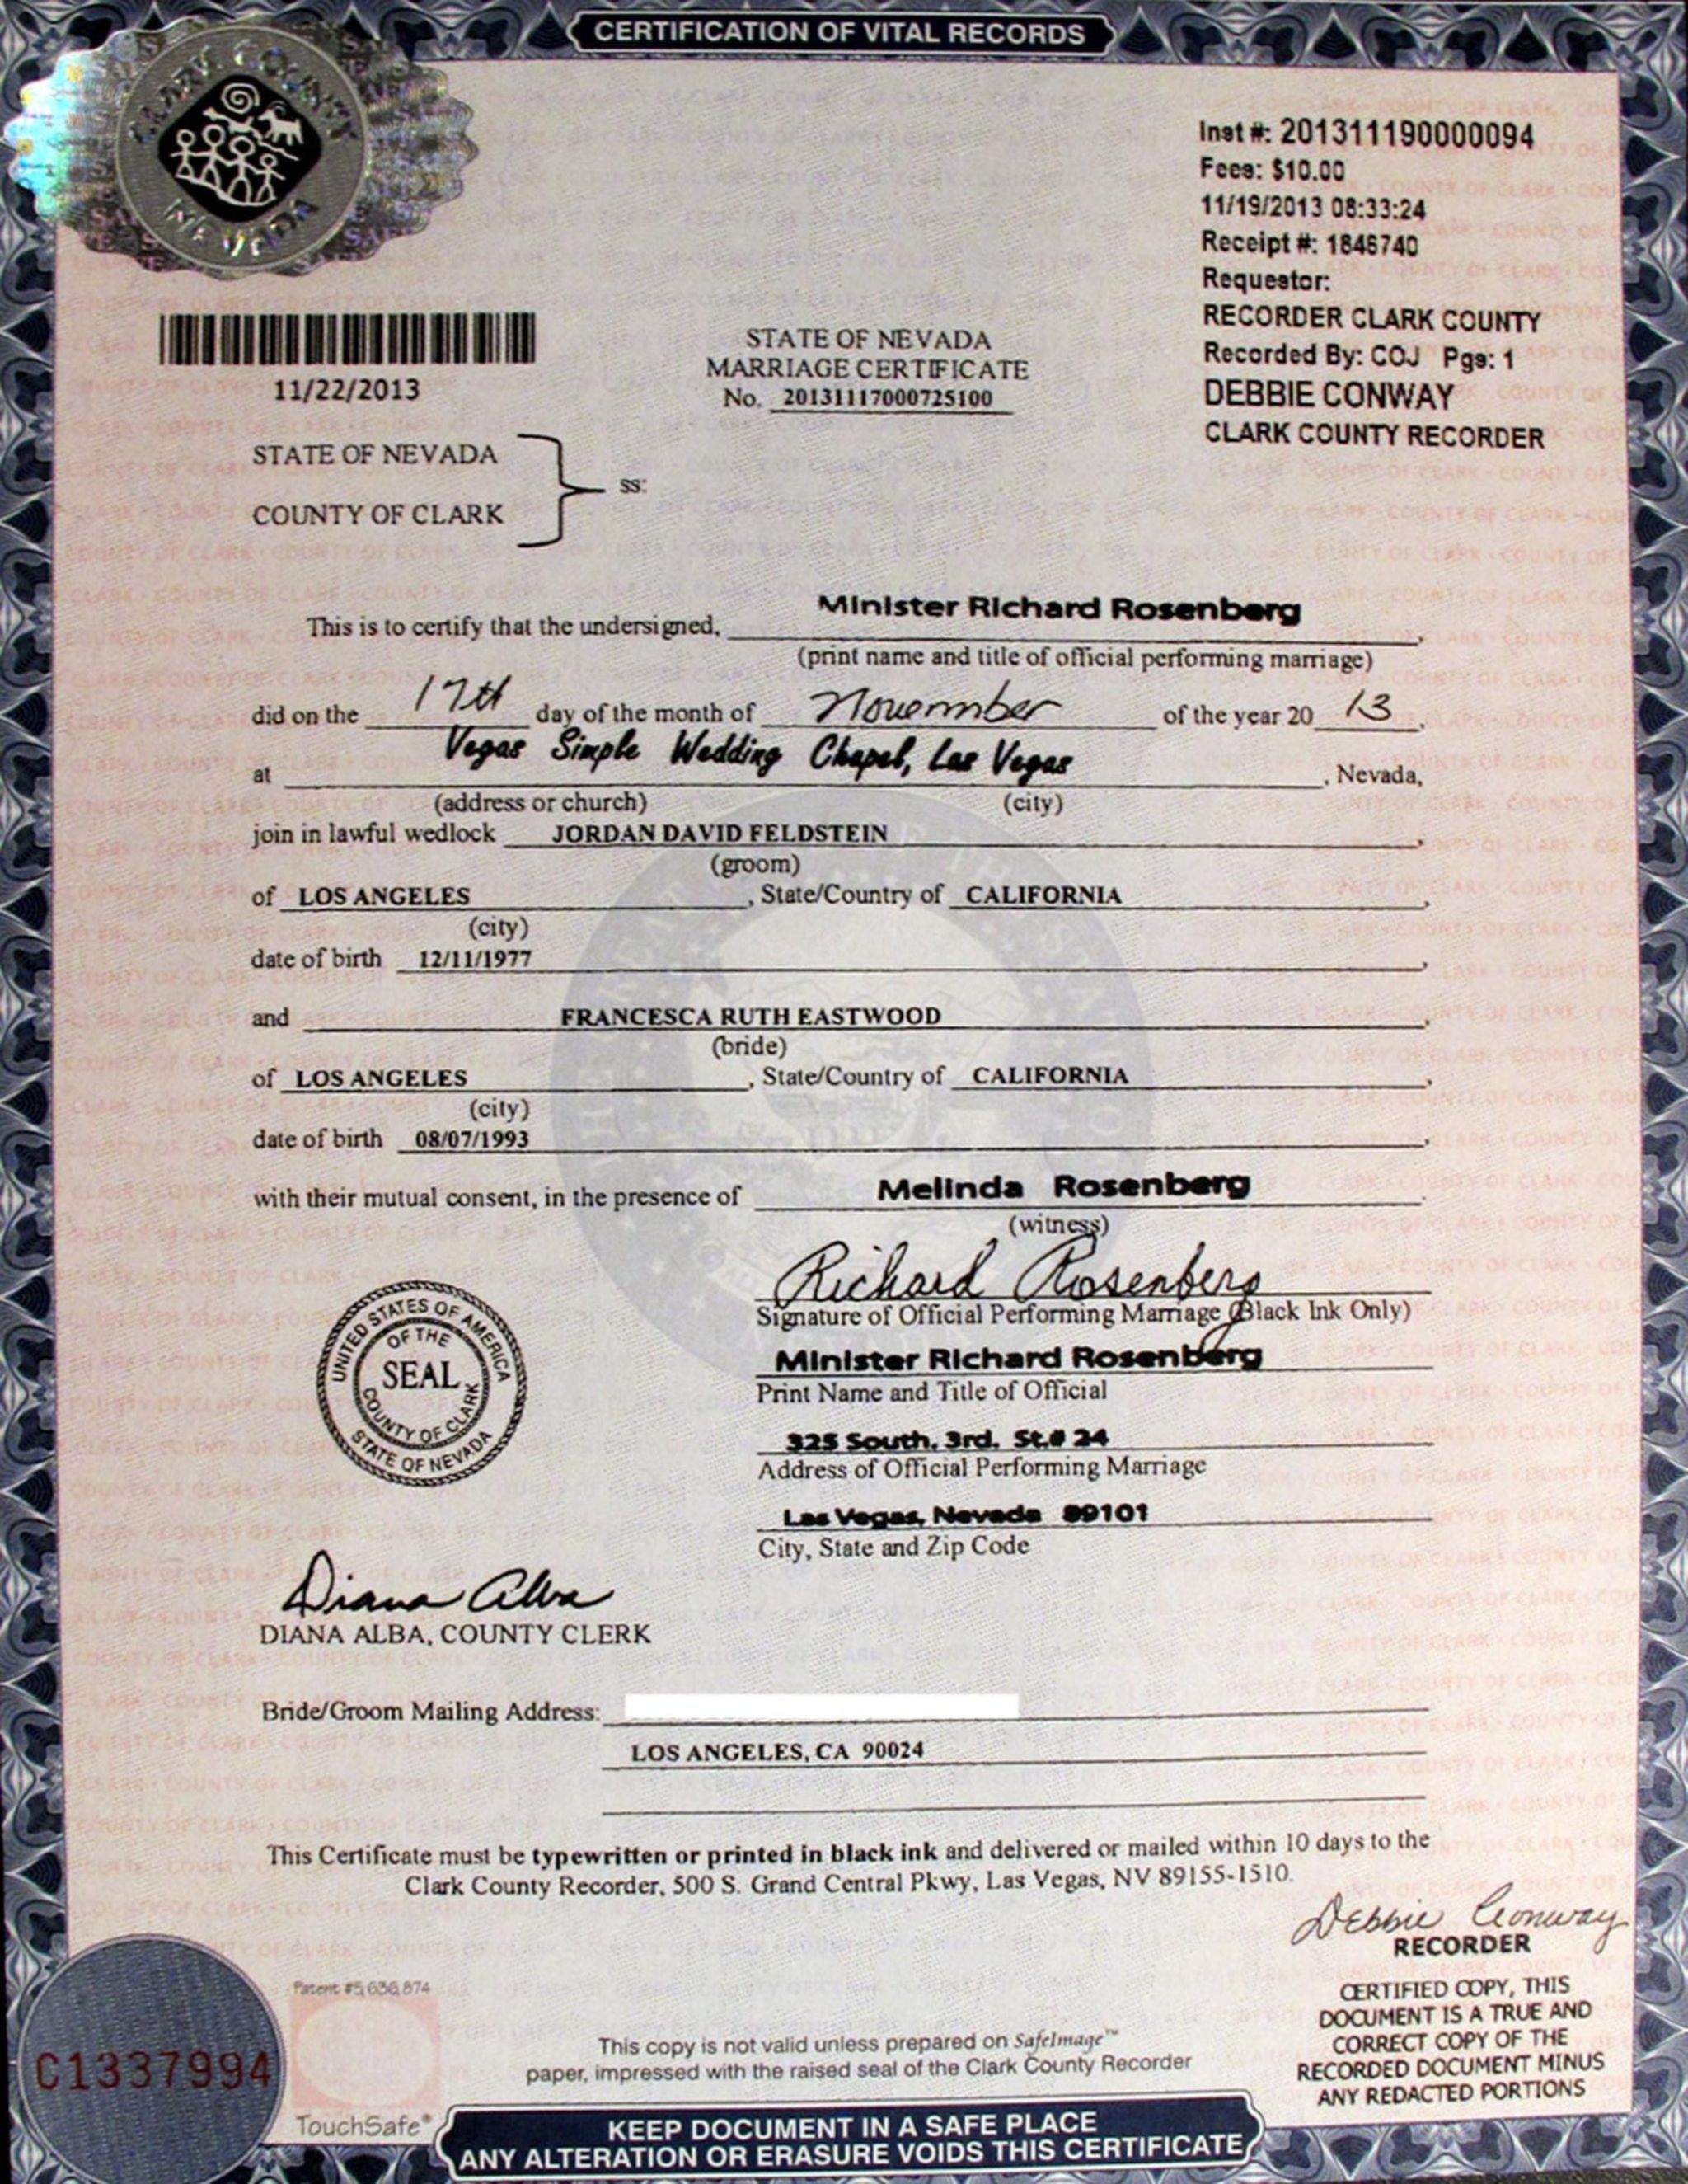 CERTIFICATION OF VITAL RECORDS
CLARK COUNTY
NEVADA
Inst #: 201311190000094
Fees: $10.00
11/19/2013 08:33:24
Receipt #: 1846740
Requestor:
RECORDER CLARK COUNTY
Recorded By: COJ Pgs: 1
DEBBIE CONWAY
CLARK COUNTY RECORDER
11/22/2013
STATE OF NEVADA
MARRIAGE CERTIFICATE
No. 20131117000725100
STATE OF NEVADA
COUNTY OF CLARK
ss:
This is to certify that the undersigned, Minister Richard Rosenberg,
(print name and title of official performing marriage)
did on the 17th day of the month of November of the year 20 13.
at Vegas Simple Wedding Chapel, Las Vegas, Nevada,
(address or church) (city)
join in lawful wedlock JORDAN DAVID FELDSTEIN,
(groom)
of LOS ANGELES, State/Country of CALIFORNIA,
(city)
date of birth 12/11/1977,
and FRANCESCA RUTH EASTWOOD,
(bride)
of LOS ANGELES, State/Country of CALIFORNIA,
(city)
date of birth 08/07/1993,
with their mutual consent, in the presence of Melinda Rosenberg.
(witness)
Richard Rosenberg
Signature of Official Performing Marriage (Black Ink Only)
Minister Richard Rosenberg
Print Name and Title of Official
325 South. 3rd. St.# 24
Address of Official Performing Marriage
Las Vegas, Nevada 89101
City, State and Zip Code
UNITED STATES OF AMERICA
OF THE
SEAL
COUNTY OF CLARK
STATE OF NEVADA
Diana Alba
DIANA ALBA, COUNTY CLERK
Bride/Groom Mailing Address:
LOS ANGELES, CA 90024
This Certificate must be typewritten or printed in black ink and delivered or mailed within 10 days to the
Clark County Recorder, 500 S. Grand Central Pkwy, Las Vegas, NV 89155-1510.
Debbie Conway
RECORDER
CERTIFIED COPY, THIS
DOCUMENT IS A TRUE AND
CORRECT COPY OF THE
RECORDED DOCUMENT MINUS
ANY REDACTED PORTIONS
Patent #5,636,874
C1337994
TouchSafe®
This copy is not valid unless prepared on SafeImage™
paper, impressed with the raised seal of the Clark County Recorder
KEEP DOCUMENT IN A SAFE PLACE
ANY ALTERATION OR ERASURE VOIDS THIS CERTIFICATE